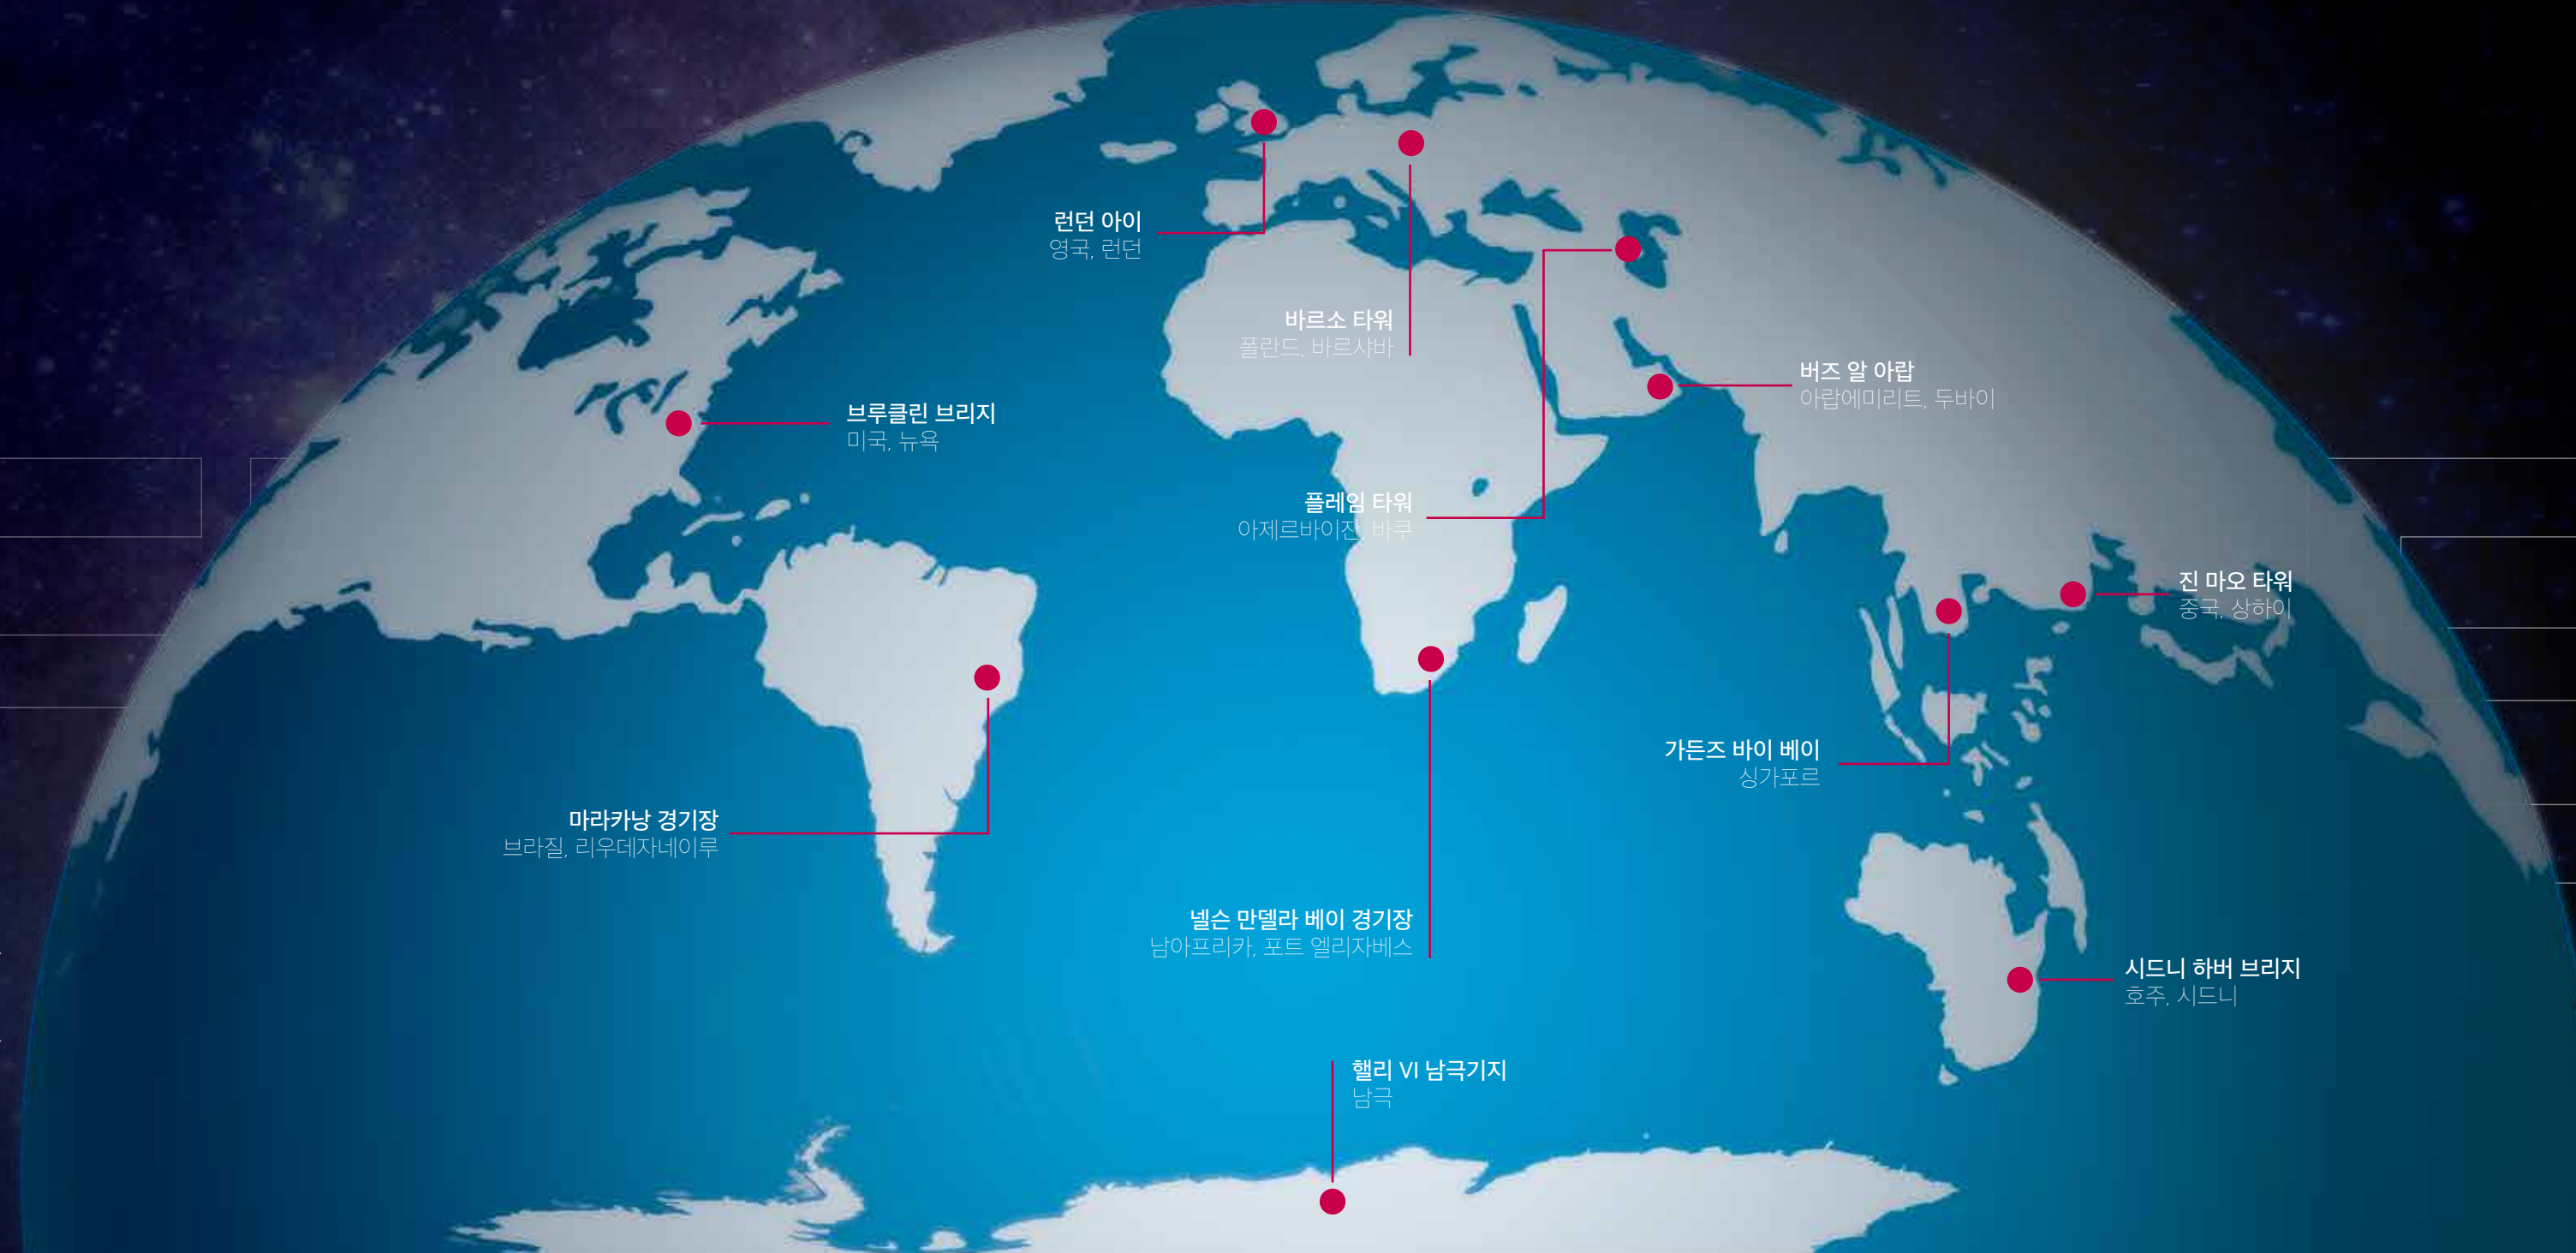 런던 아이
영국, 런던
바르소 타워
폴란드, 바르샤바
버즈 알 아랍
아랍에미리트, 두바이
브루클린 브리지
미국, 뉴욕
플레임 타워
아제르바이잔, 바쿠
진 마오 타워
중국, 상하이
가든즈 바이 베이
싱가포르
마라카낭 경기장
브라질, 리우데자네이루
넬슨 만델라 베이 경기장
남아프리카, 포트 엘리자베스
시드니 하버 브리지
호주, 시드니
핼리 VI 남극기지
남극